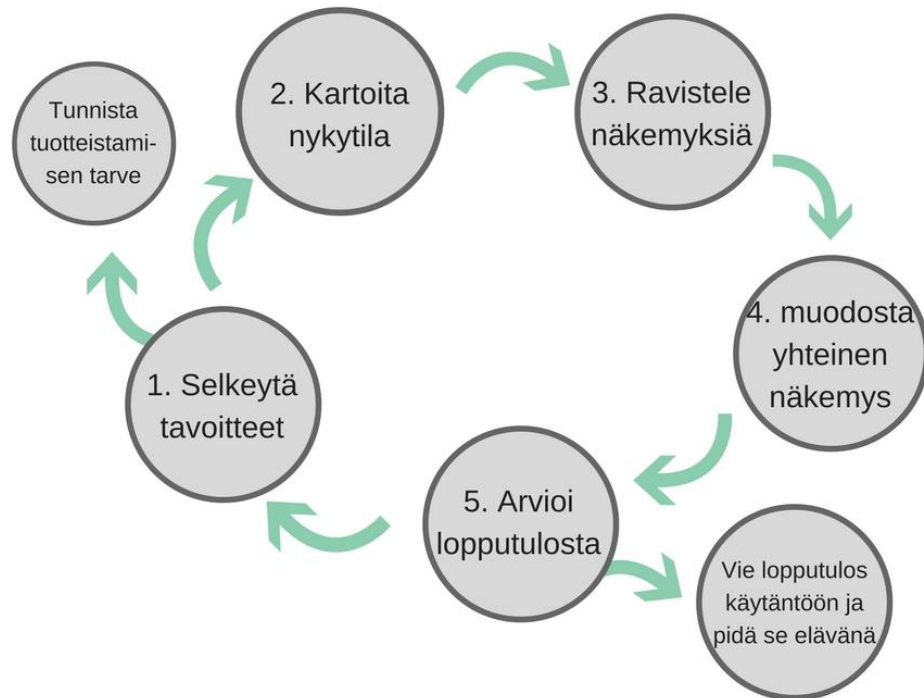 Tunnista
tuotteistami-
sen tarve
2. Kartoita
nykytila
3. Ravistele
näkemyksiä
4. muodosta
yhteinen
näkemys
1. Selkeytä
tavoitteet
5. Arvioi
lopputulosta
Vie lopputulos
käytäntöön ja
pidä se elävänä